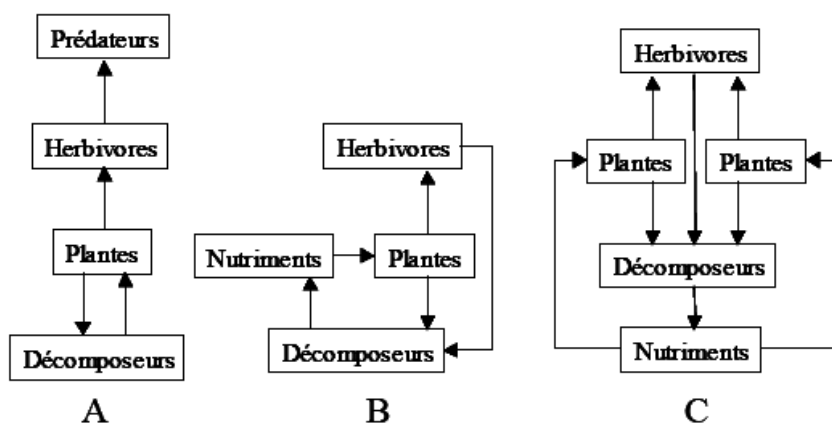 Prédateurs
Herbivores
Plantes
Décomposeurs
A
Herbivores
Nutriments
Plantes
Décomposeurs
B
Herbivores
Plantes
Plantes
Décomposeurs
Nutriments
C